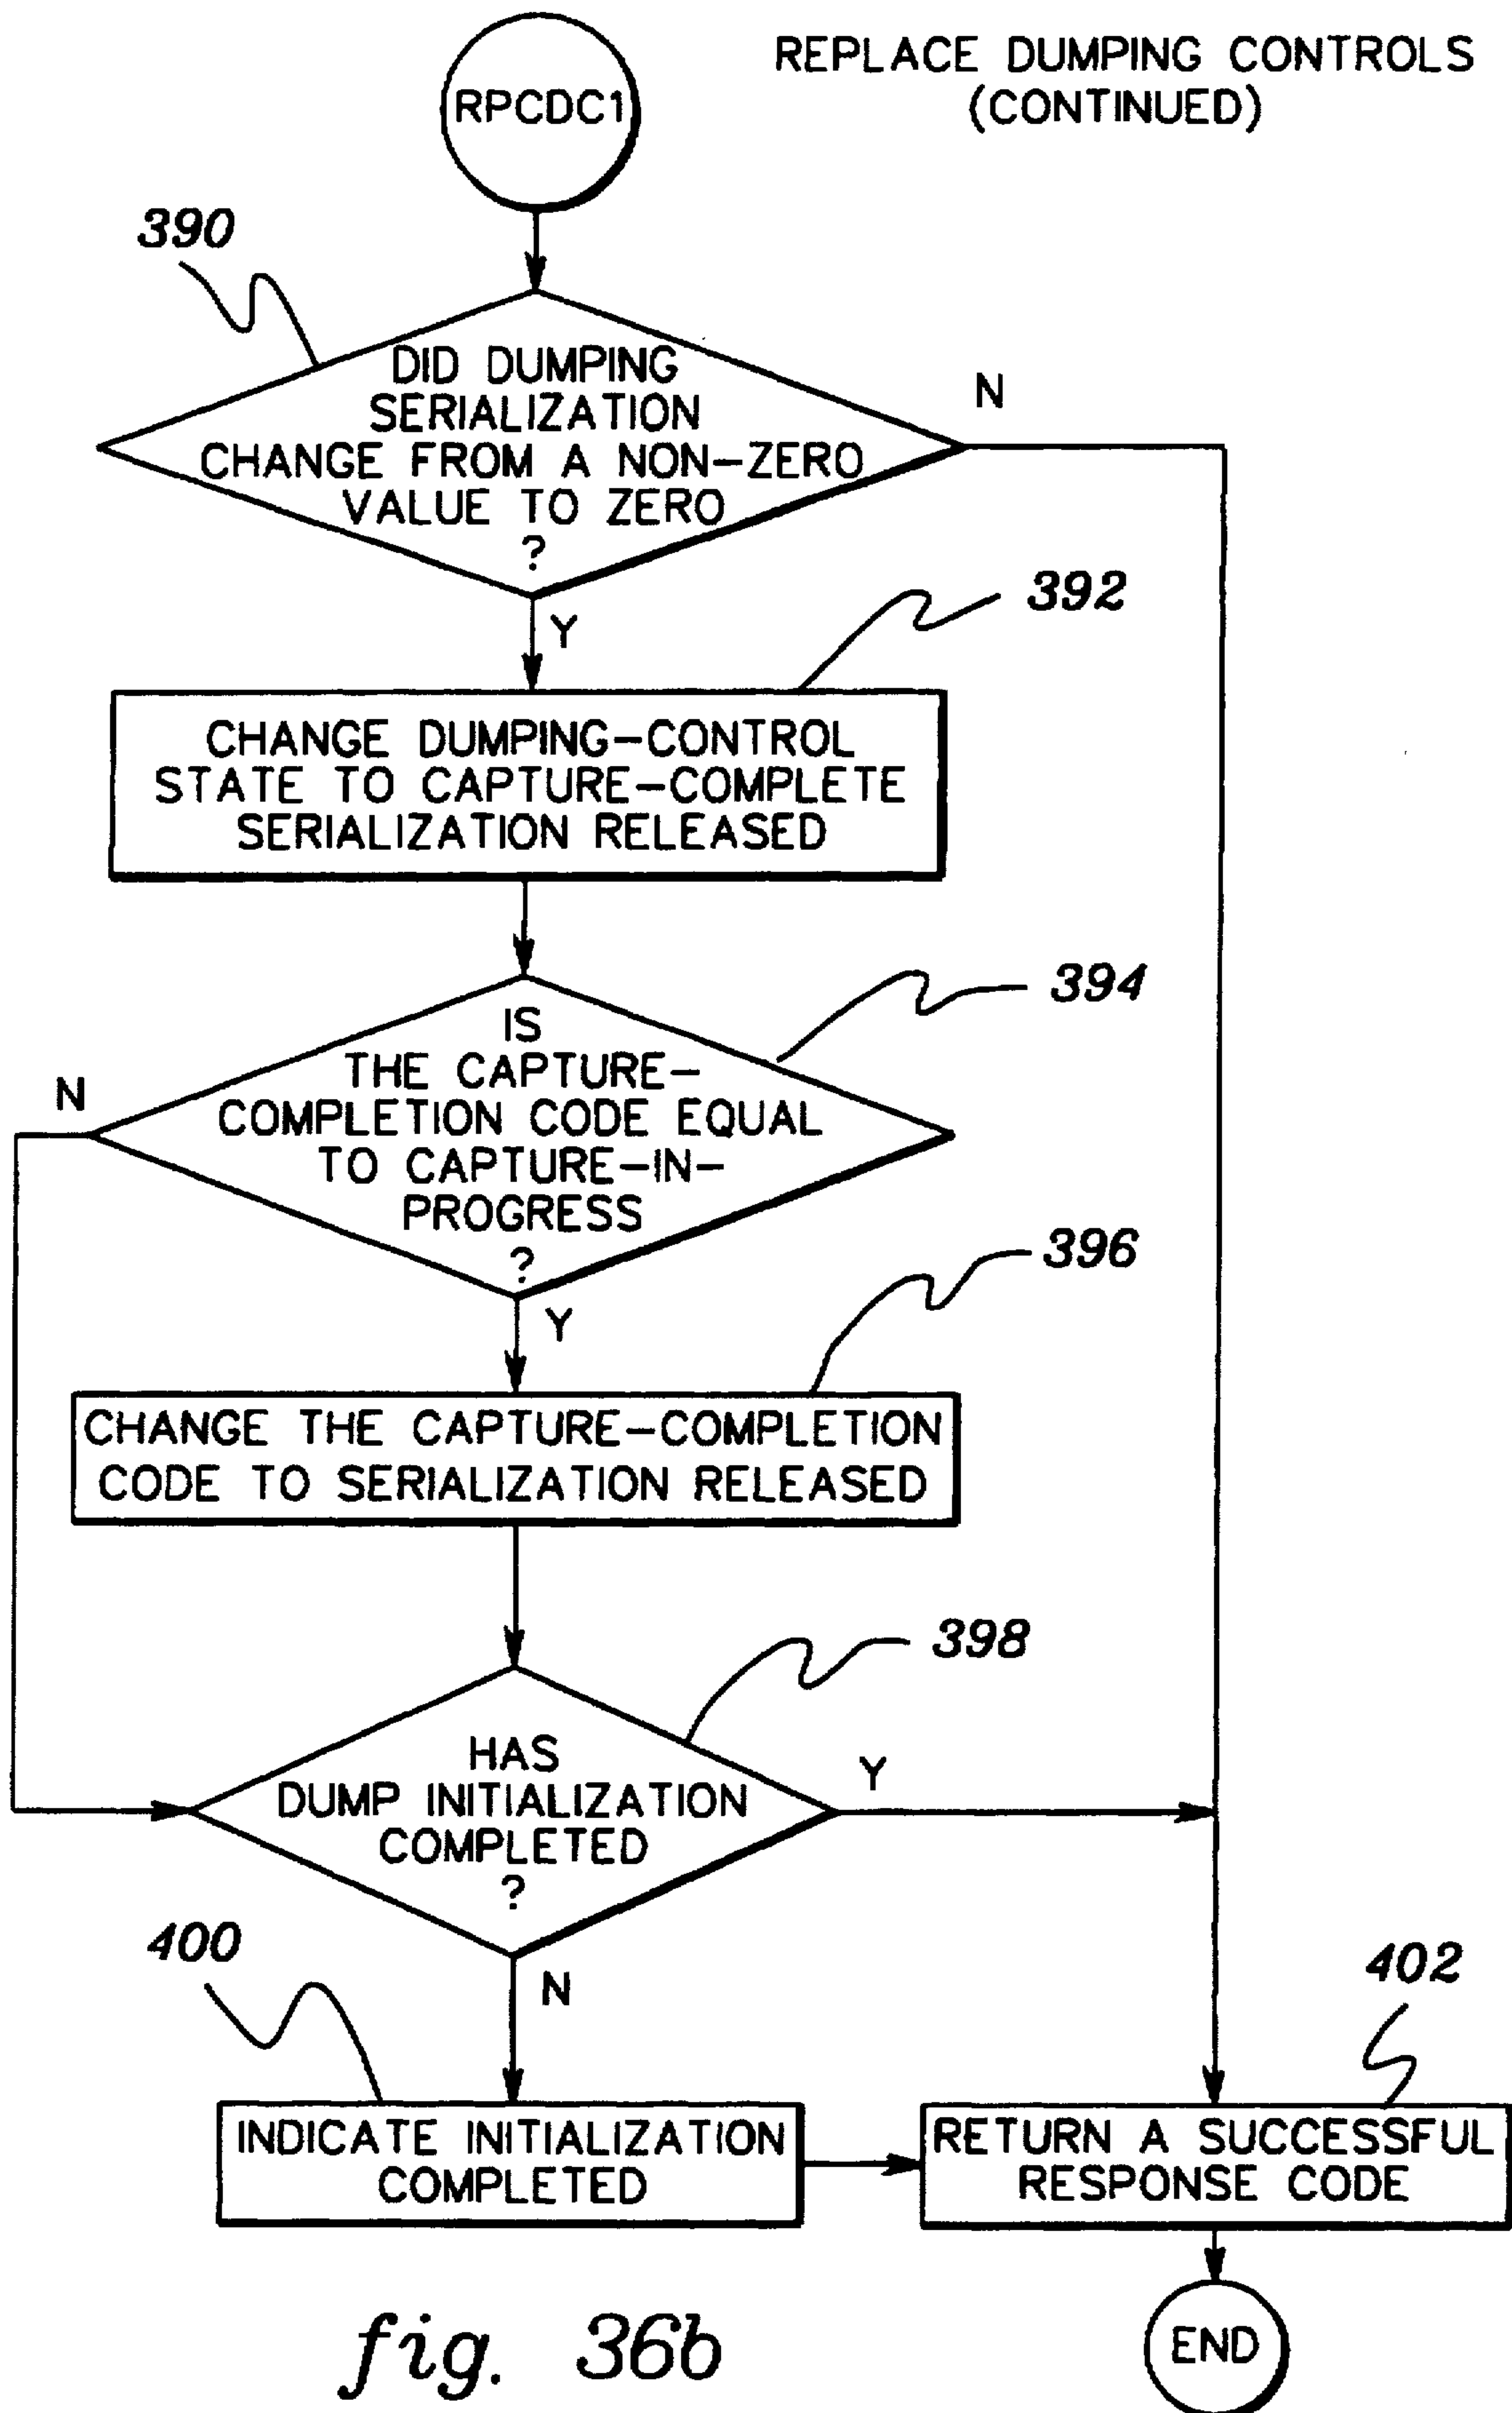 REPLACE DUMPING CONTROLS
(CONTINUED)
RPCDC1
390
DID DUMPING
SERIALIZATION
CHANGE FROM A NON-ZERO
VALUE TO ZERO
?
N
Y
392
CHANGE DUMPING-CONTROL
STATE TO CAPTURE-COMPLETE
SERIALIZATION RELEASED
394
IS
THE CAPTURE-
COMPLETION CODE EQUAL
TO CAPTURE-IN-
PROGRESS
?
N
Y
396
CHANGE THE CAPTURE-COMPLETION
CODE TO SERIALIZATION RELEASED
398
HAS
DUMP INITIALIZATION
COMPLETED
?
Y
N
400
INDICATE INITIALIZATION
COMPLETED
402
RETURN A SUCCESSFUL
RESPONSE CODE
END
fig. 36b